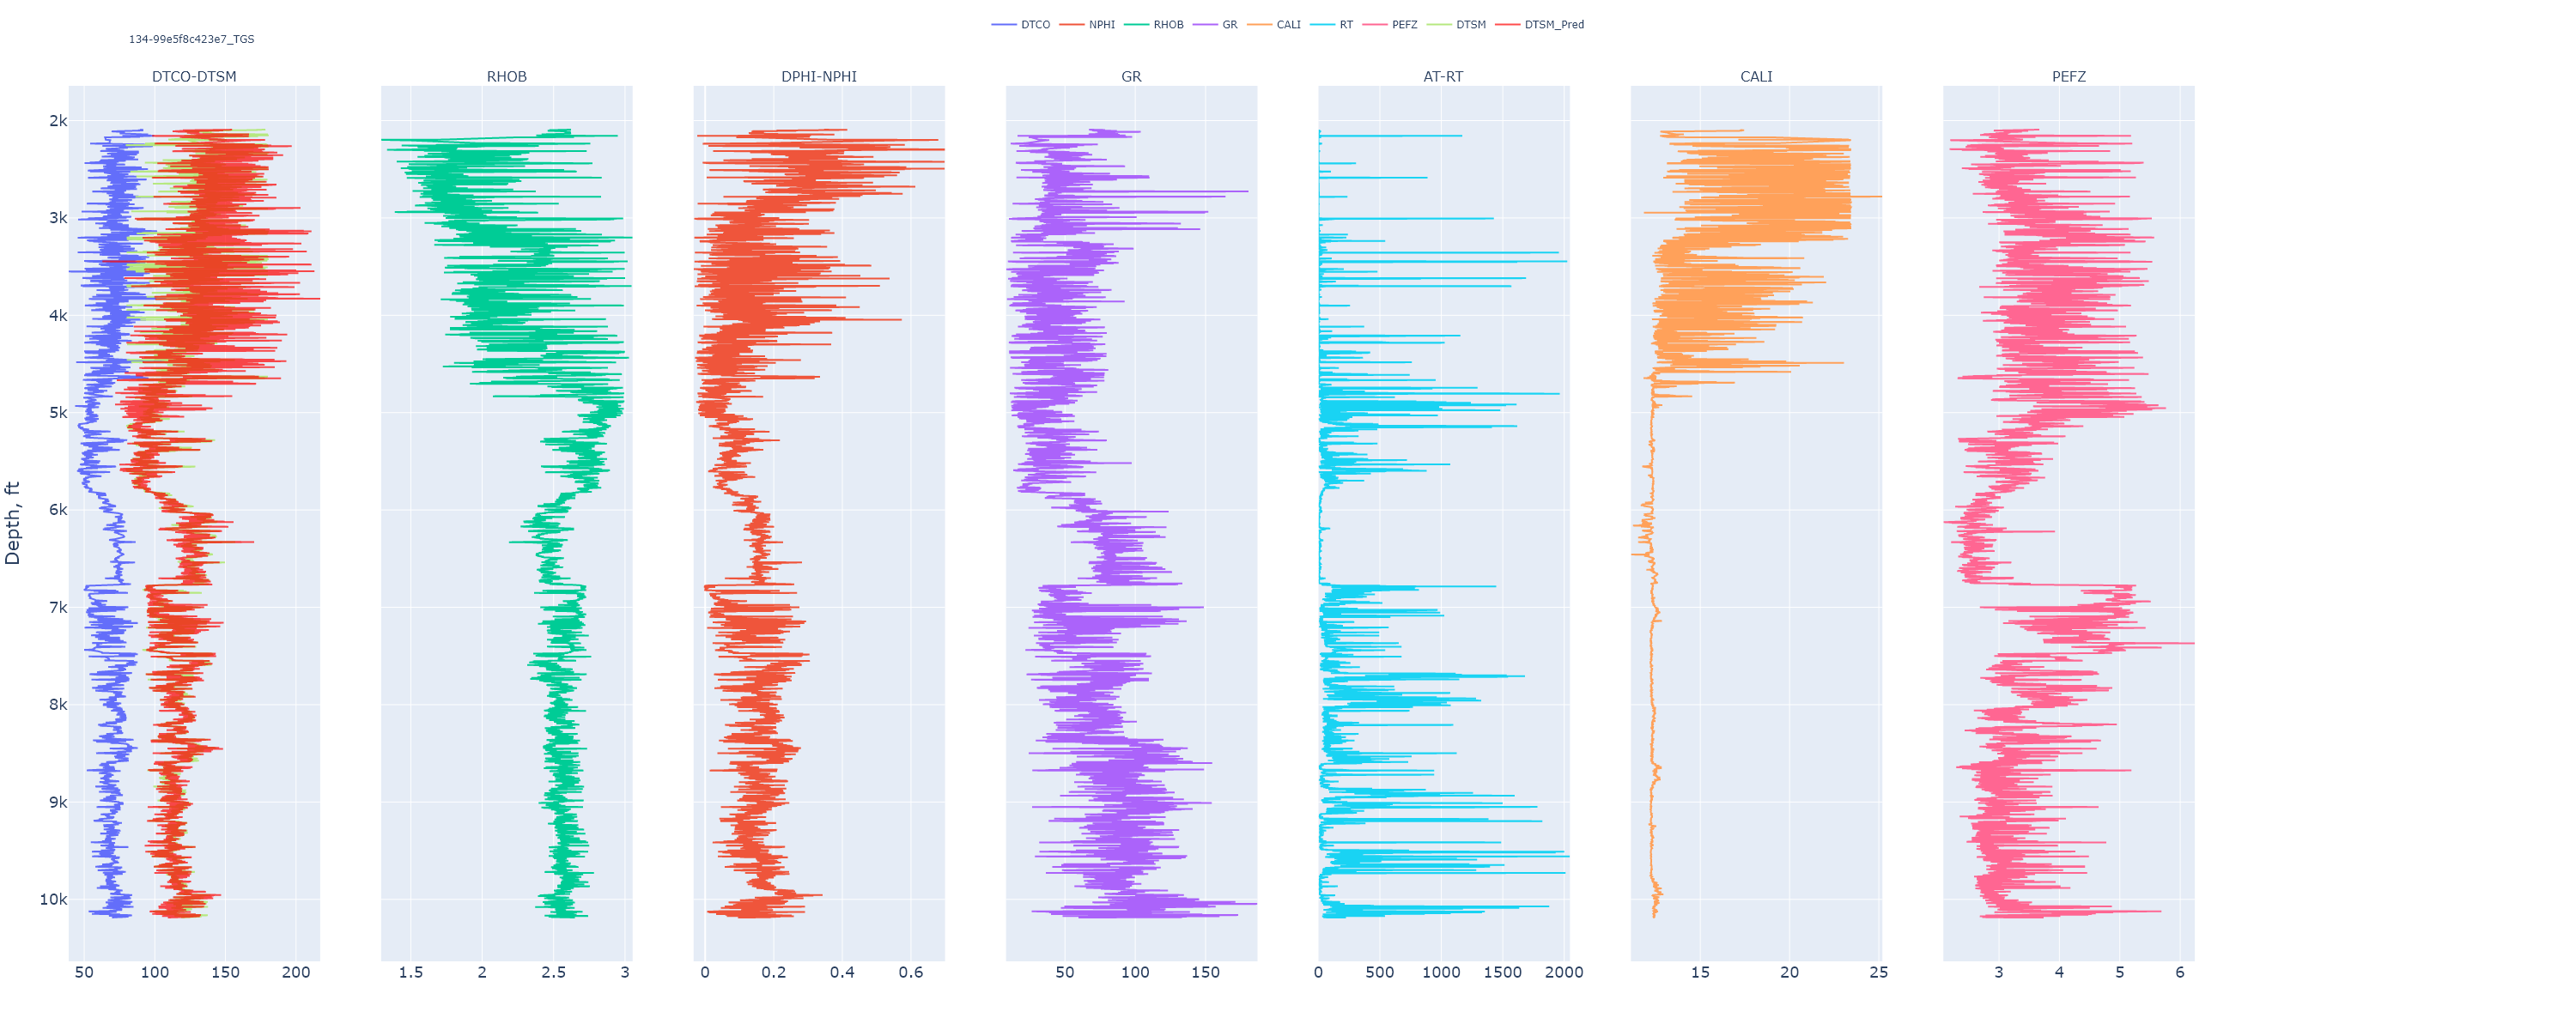 DTCO NPHI RHOB GR CALI RT PEFZ DTSM DTSM_Pred
134-99e5f8c423e7_TGS
DTCO-DTSM RHOB DPHI-NPHI GR AT-RT CALI PEFZ
2k
3k
4k
5k
6k
7k
8k
9k
10k
Depth, ft
50 100 150 200 1.5 2 2.5 3 0 0.2 0.4 0.6 50 100 150 0 500 1000 1500 2000 15 20 25 3 4 5 6